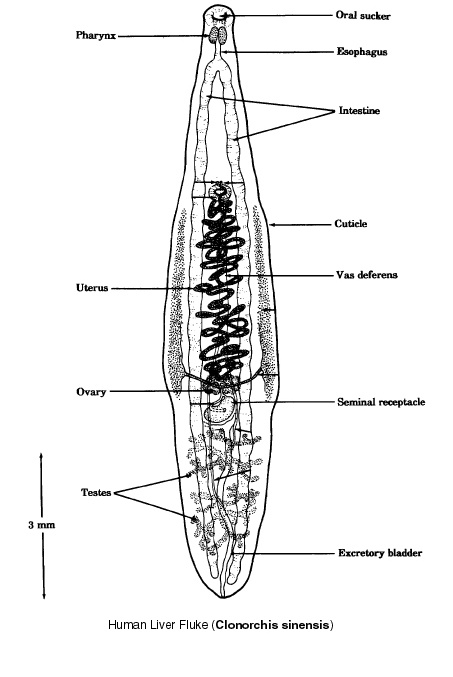 Oral sucker
Pharynx
Esophagus
Intestine
Cuticle
Vas deferens
Uterus
Ovary
Seminal receptacle
Testes
3 mm
Excretory bladder
Human Liver Fluke (Clonorchis sinensis)